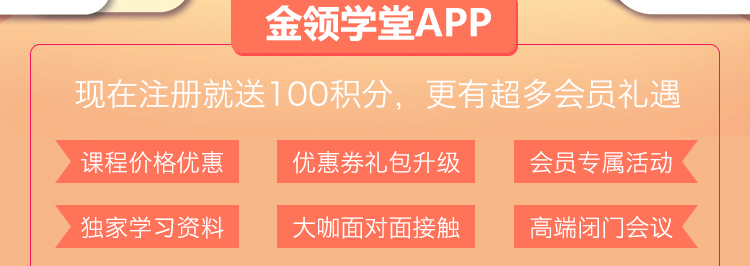 金领学堂APP
现在注册就送100积分，更有超多会员礼遇
课程价格优惠
优惠券礼包升级
会员专属活动
独家学习资料
大咖面对面接触
高端闭门会议